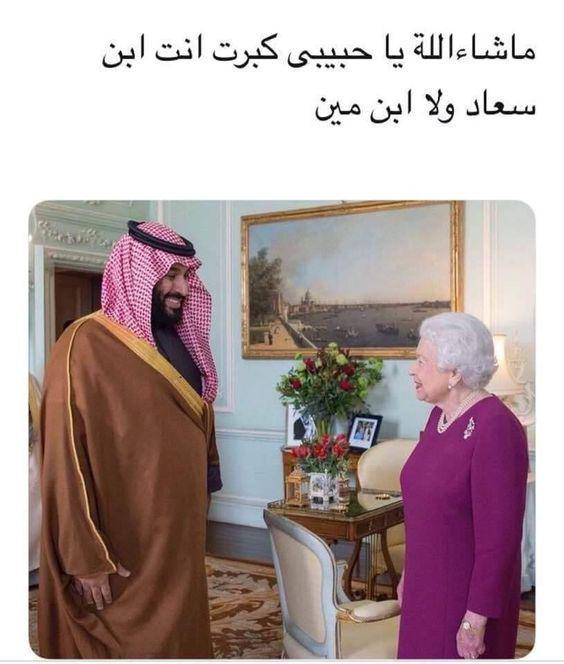 ماشاءاللة يا حبيبى كبرت انت ابن
سعاد ولا ابن مين